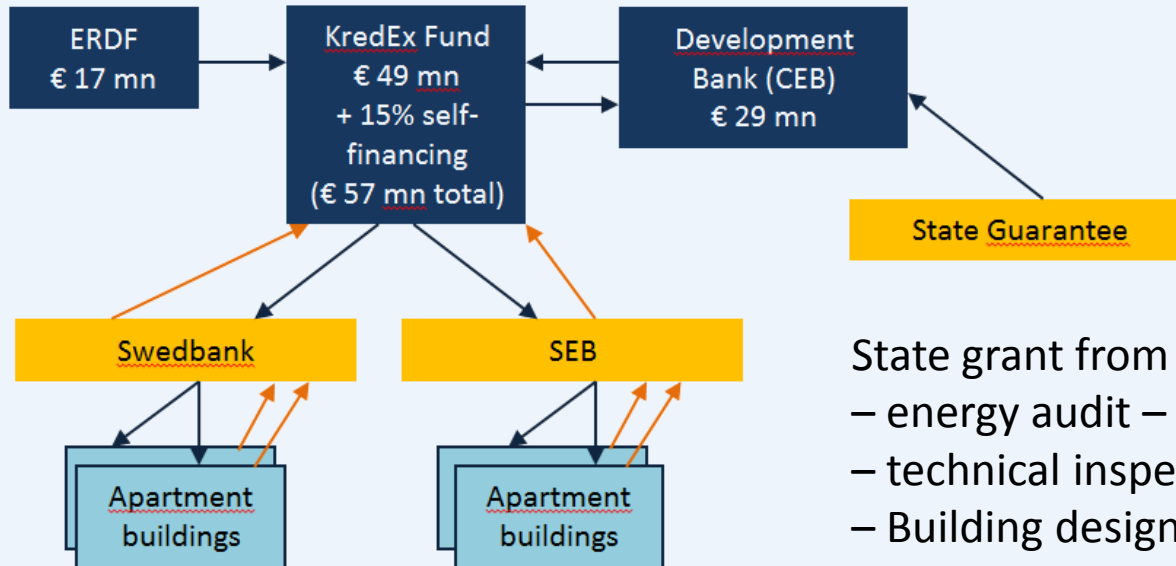 ERDF
€ 17 mn
KredEx Fund
€ 49 mn
+ 15% self-
financing
(€ 57 mn total)
Development
Bank (CEB)
€ 29 mn
State Guarantee
Swedbank
SEB
Apartment
buildings
Apartment
buildings
State grant from
– energy audit –
– technical inspe
– Building design